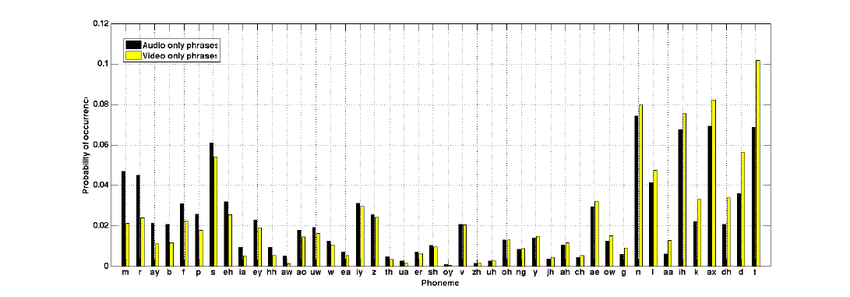 0.12
0.1
0.08
0.06
0.04
0.02
0
Probability of occurrenc
Audio only phrases
Video only phrases
m r ay b f p s eh ia ey hh aw ao uw w ea iy z th ua er sh oy v zh uh oh ng y jh ah ch ae ow g n l aa ih k ax dh d t
Phoneme